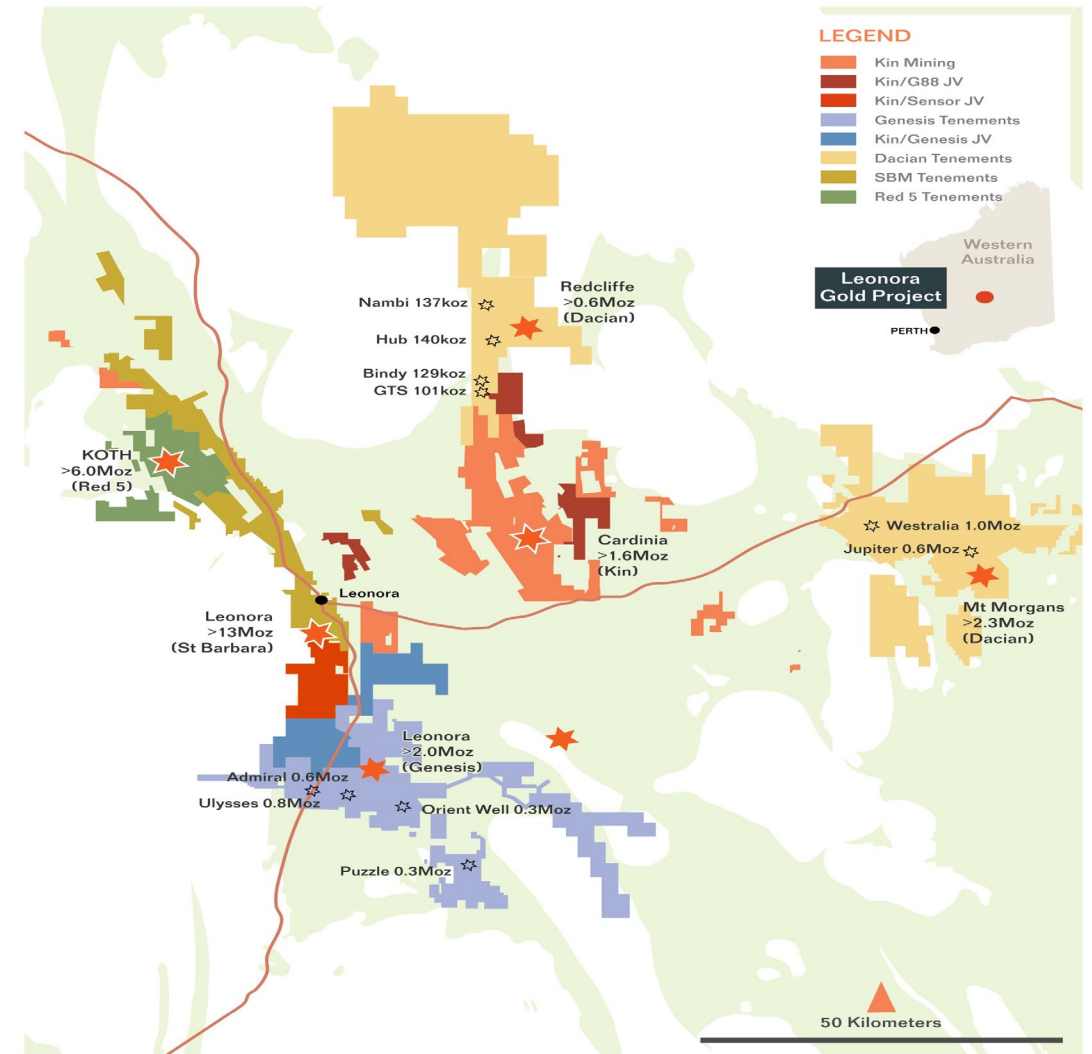 LEGEND
Kin Mining
Kin/G88 JV
Kin/Sensor JV
Genesis Tenements
Kin/Genesis JV
Dacian Tenements
SBM Tenements
Red 5 Tenements
Western
Australia
Leonora
Gold Project
PERTH
Redcliffe
>0.6Moz
(Dacian)
Nambi 137koz
Hub 140koz
Bindy 129koz
GTS 101koz
KOTH
>6.0Moz
(Red 5)
Westralia 1.0Moz
Jupiter 0.6Moz
Cardinia
>1.6Moz
(Kin)
Leonora
Mt Morgans
>2.3Moz
(Dacian)
Leonora
>13Moz
(St Barbara)
Leonora
>2.0Moz
(Genesis)
Admiral 0.6Moz
Ulysses 0.8Moz
Orient Well 0.3Moz
Puzzle 0.3Moz
50 Kilometers